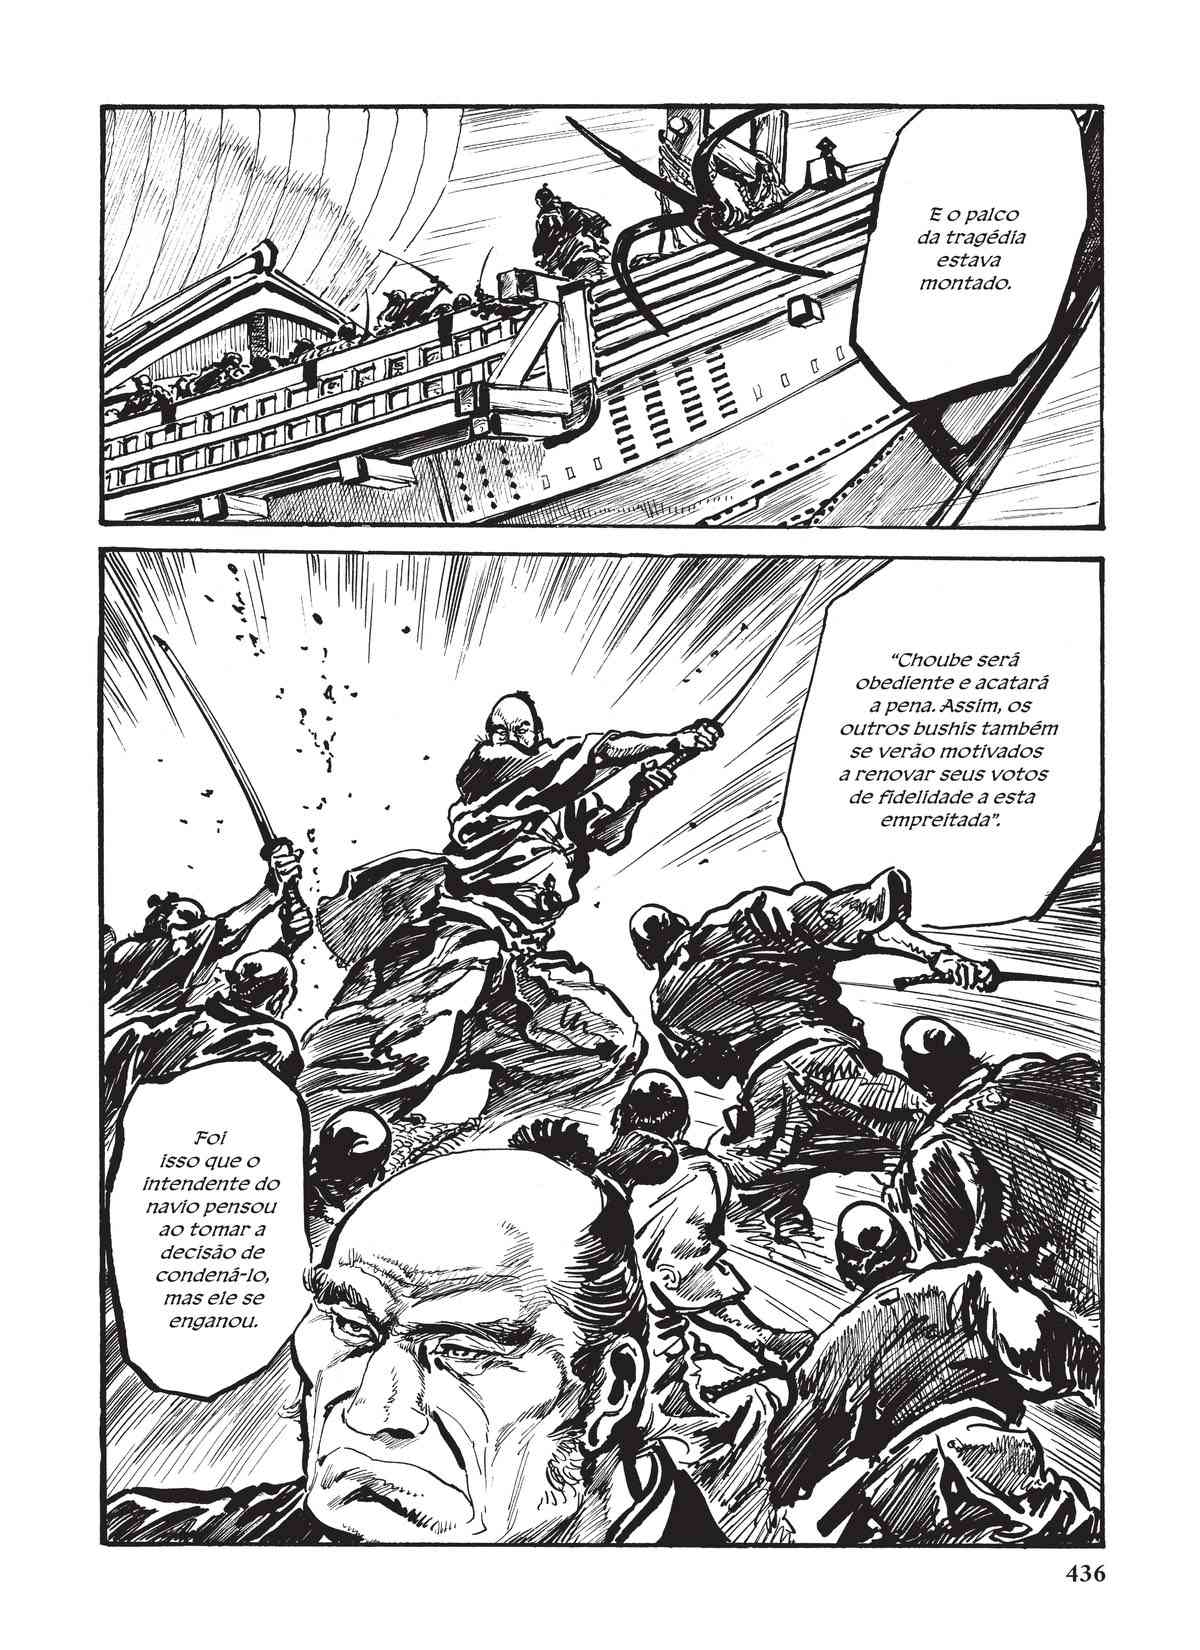 E o palco
da tragédia
estava
montado.
“Choube será
obediente e acatará
a pena. Assim, os
outros bushis também
se verão motivados
a renovar seus votos
de fidelidade a esta
empreitada”.
Foi
isso que o
intendente do
navio pensou
ao tomar a
decisão de
condená-lo,
mas ele se
enganou.
436